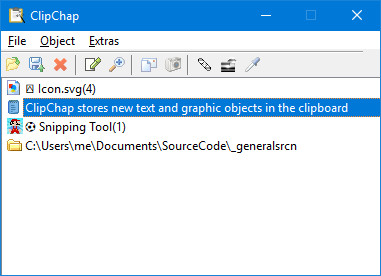 ClipChap
File Object Extras
Icon.svg(4)
ClipChap stores new text and graphic objects in the clipboard
⚽ Snipping Tool(1)
C:\Users\me\Documents\SourceCode\_generalsrcn